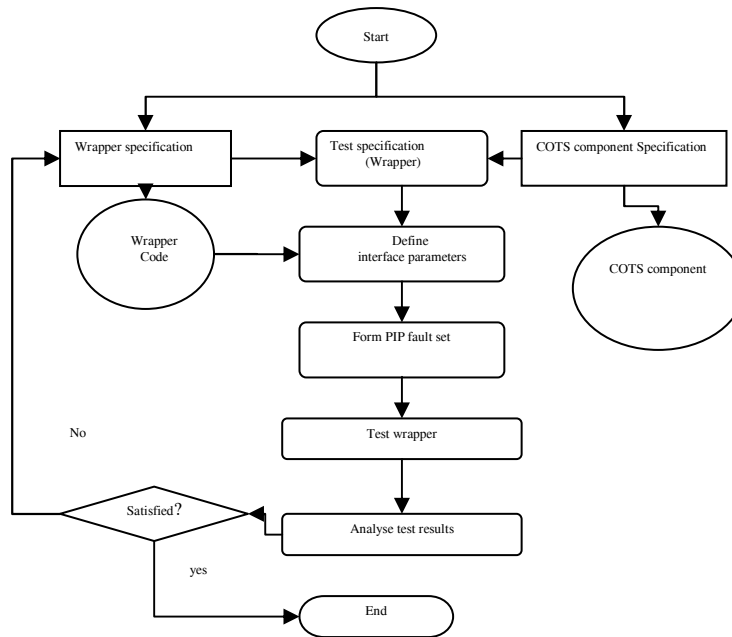 Start
Wrapper specification
Test specification
(Wrapper)
COTS component Specification
Wrapper
Code
Define
interface parameters
COTS component
Form PIP fault set
Test wrapper
No
Satisfied?
Analyse test results
yes
End